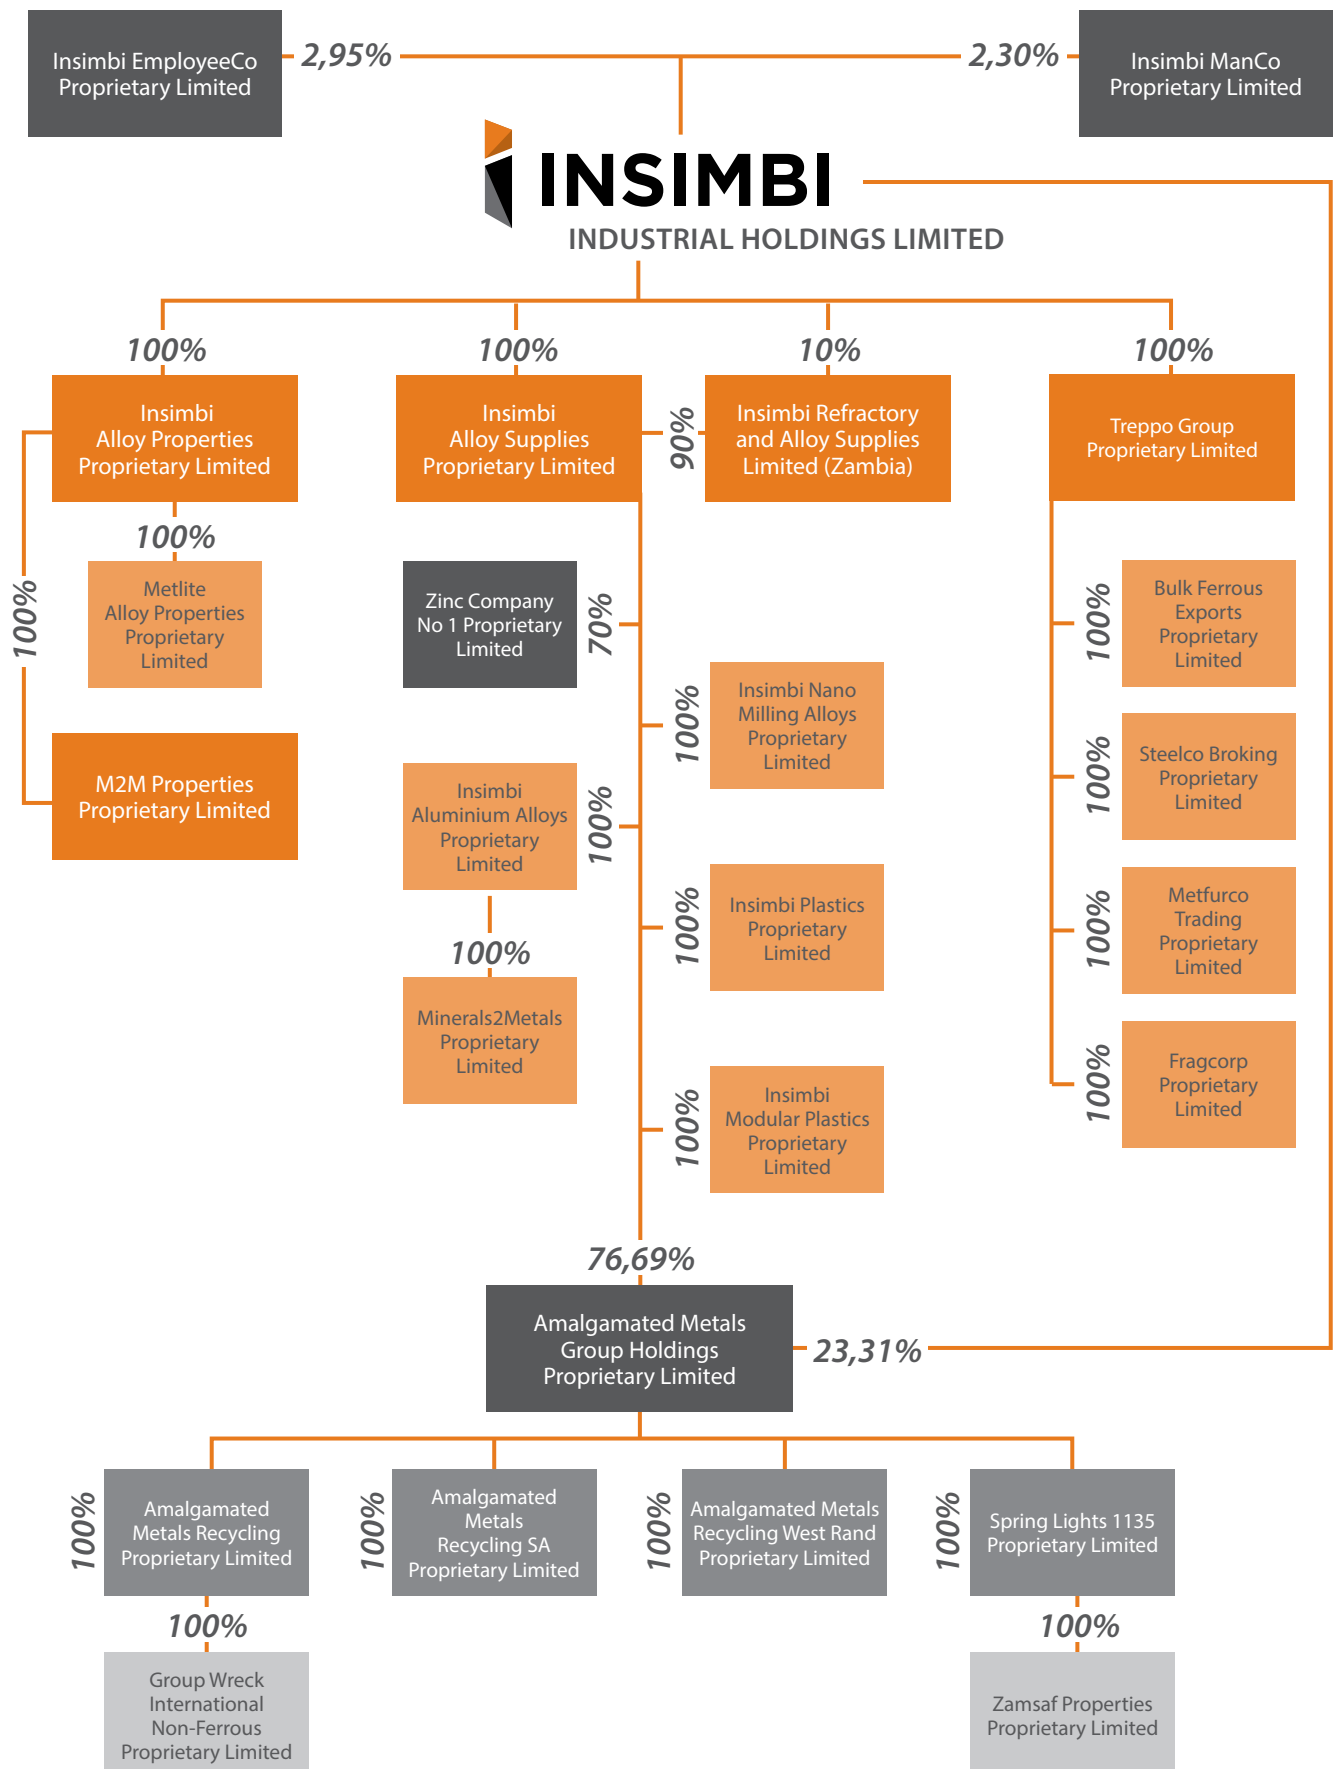 Insimbi EmployeeCo
Proprietary Limited
2,95%
2,30%
Insimbi ManCo
Proprietary Limited
INSIMBI
INDUSTRIAL HOLDINGS LIMITED
100%
100%
10%
100%
Insimbi
Alloy Properties
Proprietary Limited
Insimbi
Alloy Supplies
Proprietary Limited
90%
Insimbi Refractory
and Alloy Supplies
Limited (Zambia)
Treppo Group
Proprietary Limited
100%
100%
Metlite
Alloy Properties
Proprietary
Limited
M2M Properties
Proprietary Limited
Zinc Company
No 1 Proprietary
Limited
70%
100%
Insimbi Nano
Milling Alloys
Proprietary
Limited
Insimbi
Aluminium Alloys
Proprietary
Limited
100%
100%
Insimbi Plastics
Proprietary
Limited
100%
Minerals2Metals
Proprietary
Limited
100%
Insimbi
Modular Plastics
Proprietary
Limited
100%
Bulk Ferrous
Exports
Proprietary
Limited
100%
Steelco Broking
Proprietary
Limited
100%
Metfurco
Trading
Proprietary
Limited
100%
Fragcorp
Proprietary
Limited
76,69%
Amalgamated Metals
Group Holdings
Proprietary Limited
23,31%
100%
Amalgamated
Metals Recycling
Proprietary Limited
100%
Amalgamated
Metals
Recycling SA
Proprietary Limited
100%
Amalgamated Metals
Recycling West Rand
Proprietary Limited
100%
Spring Lights 1135
Proprietary Limited
100%
100%
Group Wreck
International
Non-Ferrous
Proprietary Limited
Zamsaf Properties
Proprietary Limited